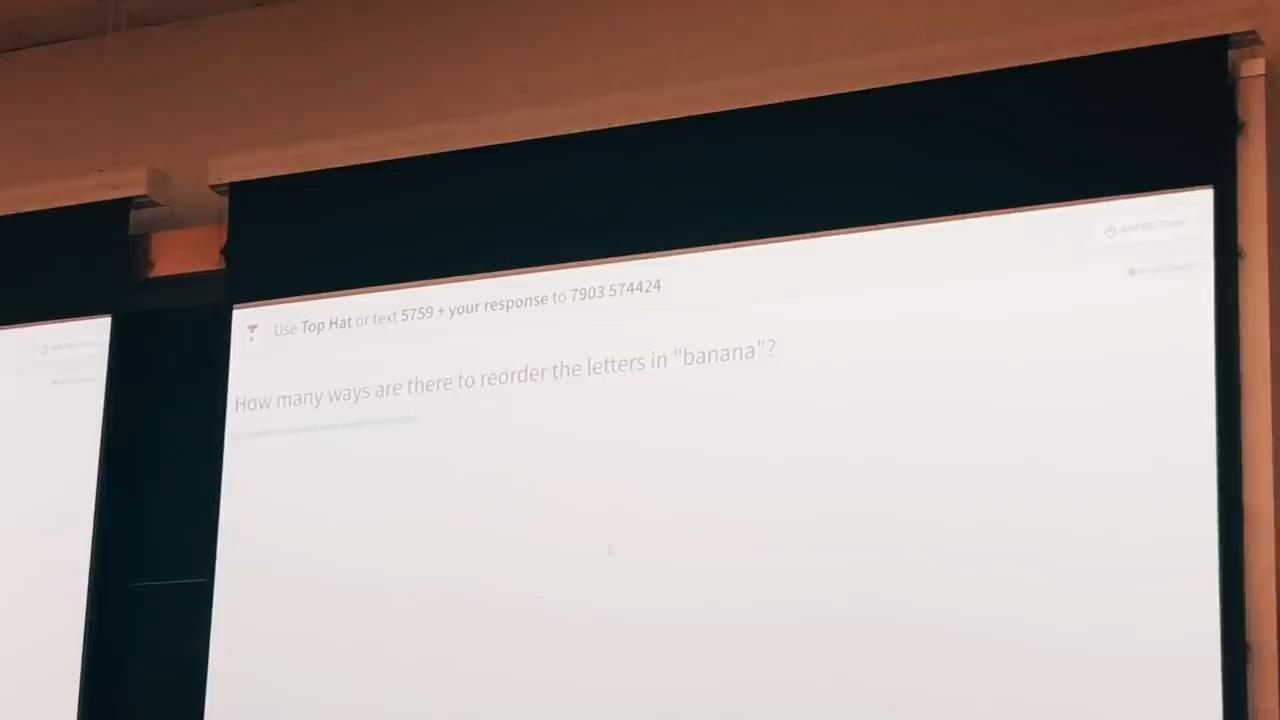 Use Top Hat or text 5759 + your response to 7903 574424
How many ways are there to reorder the letters in "banana"?